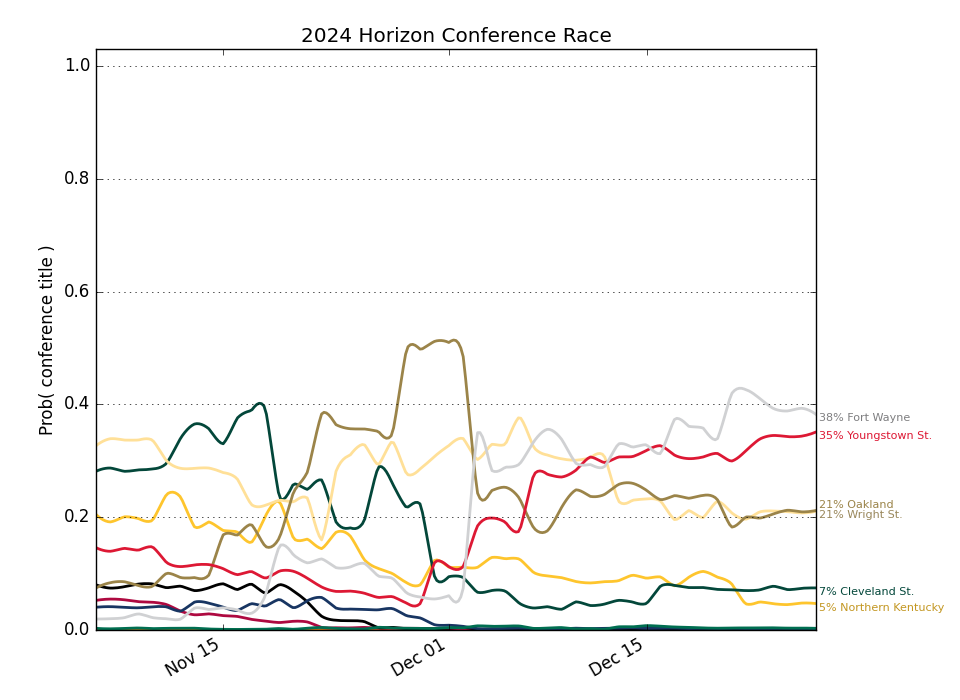 2024 Horizon Conference Race
Prob( conference title )
1.0
0.8
0.6
0.4
0.2
0.0
Nov 15
Dec 01
Dec 15
38% Fort Wayne
35% Youngstown St.
21% Oakland
21% Wright St.
7% Cleveland St.
5% Northern Kentucky